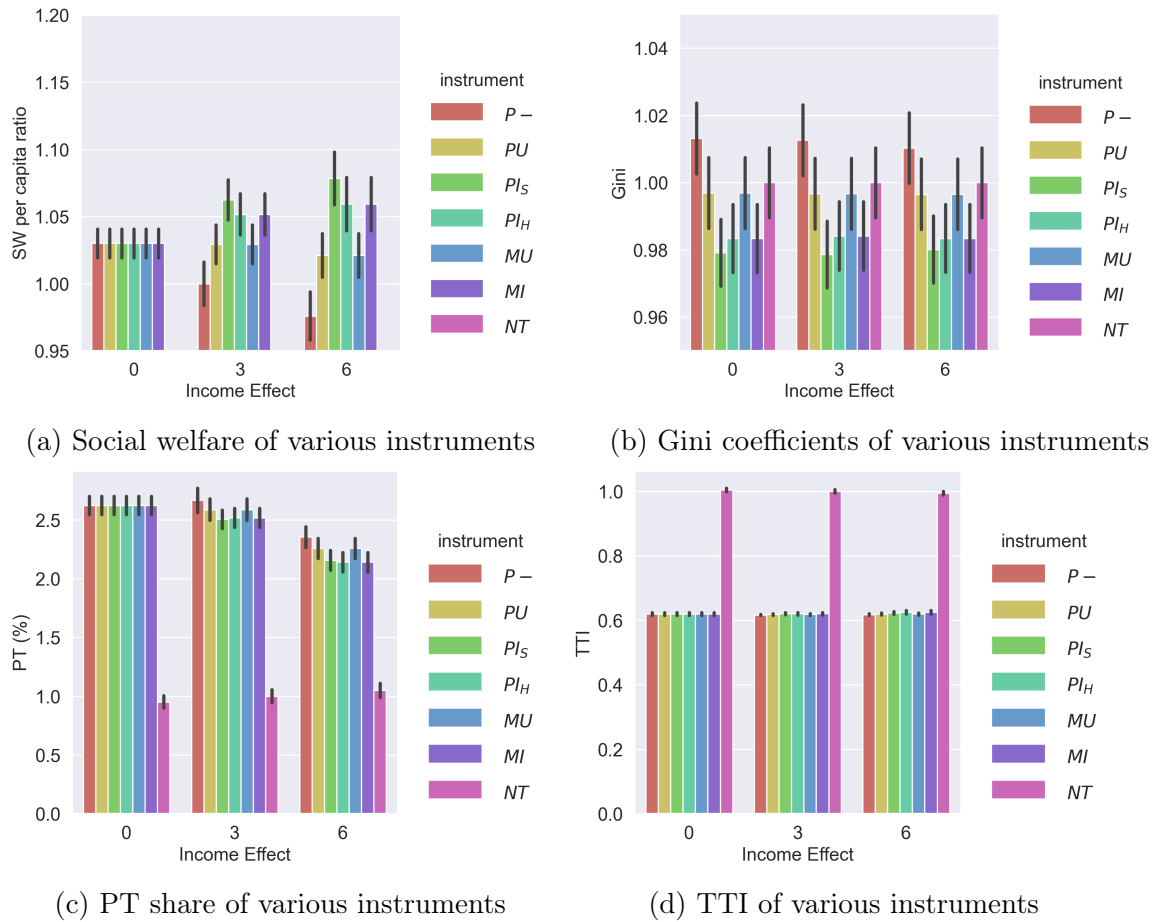 1.20
1.15
1.10
1.05
1.00
0.95
SW per capita ratio
0 3 6
Income Effect
instrument
P −
PU
PI_S
PI_H
MU
MI
NT
(a) Social welfare of various instruments
1.04
1.02
1.00
0.98
0.96
Gini
0 3 6
Income Effect
instrument
P −
PU
PI_S
PI_H
MU
MI
NT
(b) Gini coefficients of various instruments
2.5
2.0
1.5
1.0
0.5
0.0
PT (%)
0 3 6
Income Effect
instrument
P −
PU
PI_S
PI_H
MU
MI
NT
(c) PT share of various instruments
1.0
0.8
0.6
0.4
0.2
0.0
TTI
0 3 6
Income Effect
instrument
P −
PU
PI_S
PI_H
MU
MI
NT
(d) TTI of various instruments